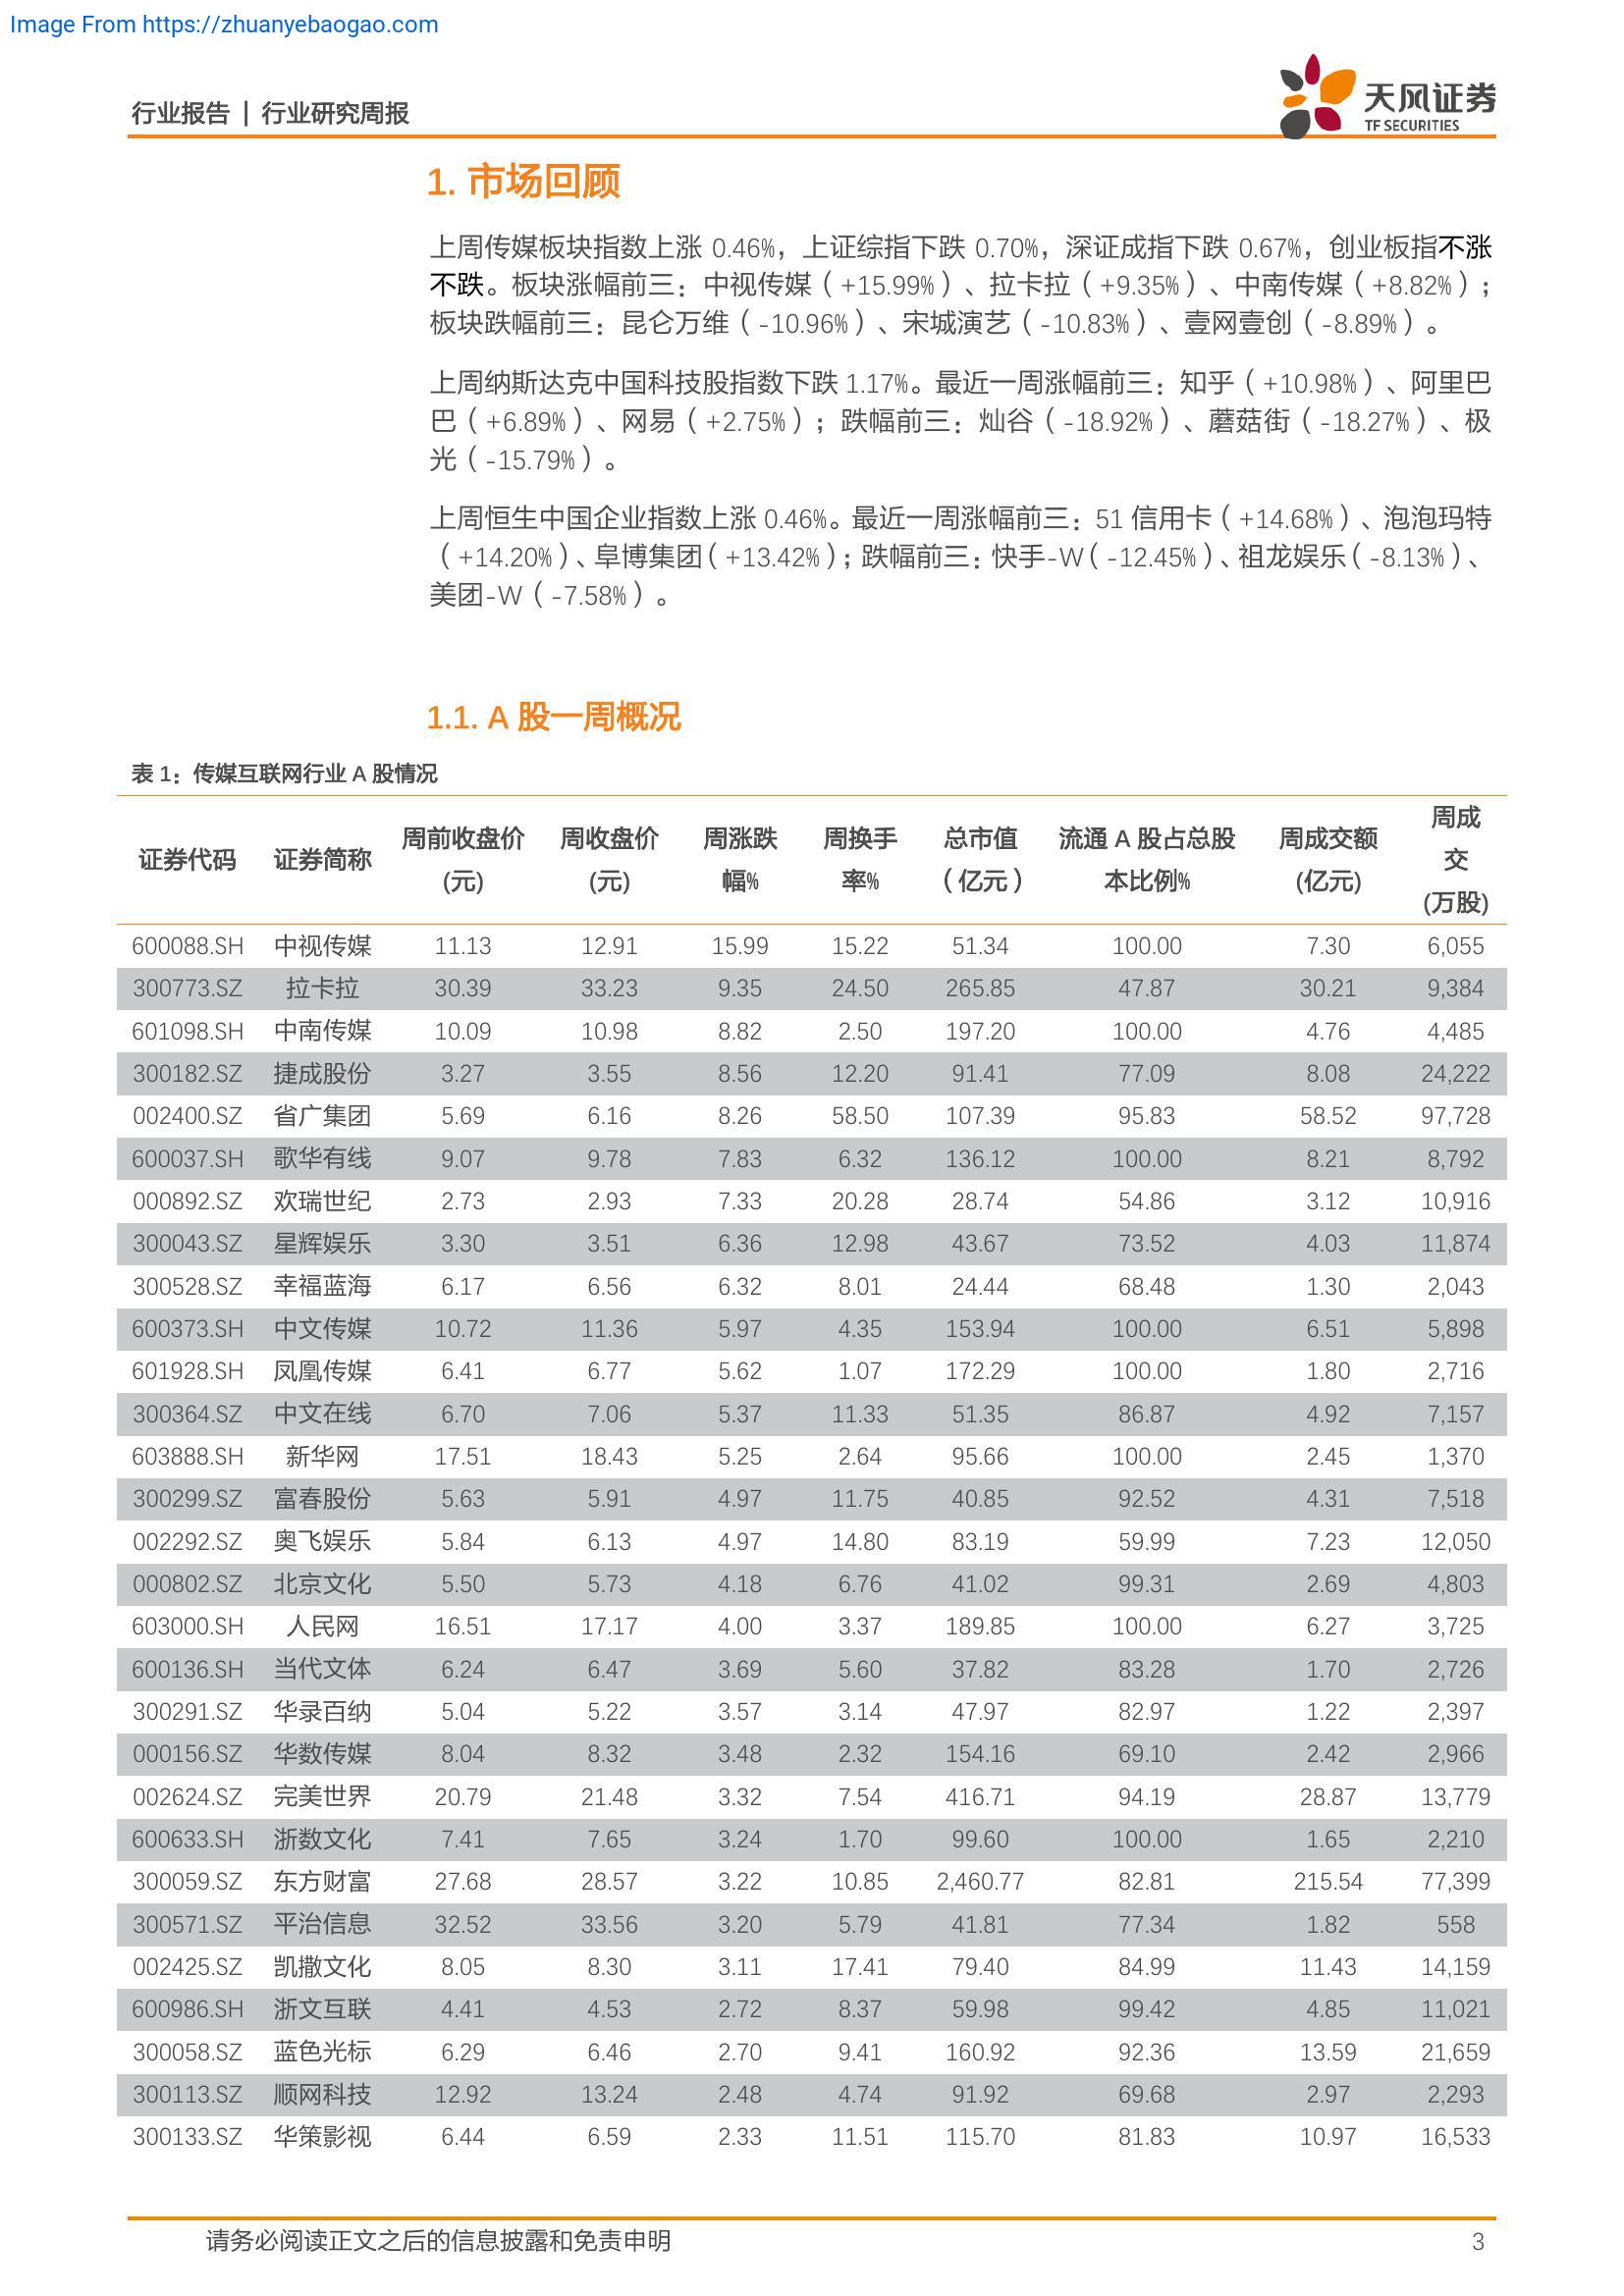 Image From https://zhuanyebaogao.com
行业报告 | 行业研究周报
天风证券
TF SECURITIES
1. 市场回顾
上周传媒板块指数上涨 0.46%，上证综指下跌 0.70%，深证成指下跌 0.67%，创业板指不涨
不跌。板块涨幅前三：中视传媒（+15.99%）、拉卡拉（+9.35%）、中南传媒（+8.82%）；
板块跌幅前三：昆仑万维（-10.96%）、宋城演艺（-10.83%）、壹网壹创（-8.89%）。
上周纳斯达克中国科技股指数下跌 1.17%。最近一周涨幅前三：知乎（+10.98%）、阿里巴
巴（+6.89%）、网易（+2.75%）；跌幅前三：灿谷（-18.92%）、蘑菇街（-18.27%）、极
光（-15.79%）。
上周恒生中国企业指数上涨 0.46%。最近一周涨幅前三：51 信用卡（+14.68%）、泡泡玛特
（+14.20%）、阜博集团（+13.42%）；跌幅前三：快手-W（-12.45%）、祖龙娱乐（-8.13%）、
美团-W（-7.58%）。
1.1. A 股一周概况
表 1：传媒互联网行业 A 股情况
证券代码 证券简称 周前收盘价(元) 周收盘价(元) 周涨跌幅% 周换手率% 总市值（亿元） 流通 A 股占总股本比例% 周成交额(亿元) 周成交(万股)
600088.SH 中视传媒 11.13 12.91 15.99 15.22 51.34 100.00 7.30 6,055
300773.SZ 拉卡拉 30.39 33.23 9.35 24.50 265.85 47.87 30.21 9,384
601098.SH 中南传媒 10.09 10.98 8.82 2.50 197.20 100.00 4.76 4,485
300182.SZ 捷成股份 3.27 3.55 8.56 12.20 91.41 77.09 8.08 24,222
002400.SZ 省广集团 5.69 6.16 8.26 58.50 107.39 95.83 58.52 97,728
600037.SH 歌华有线 9.07 9.78 7.83 6.32 136.12 100.00 8.21 8,792
000892.SZ 欢瑞世纪 2.73 2.93 7.33 20.28 28.74 54.86 3.12 10,916
300043.SZ 星辉娱乐 3.30 3.51 6.36 12.98 43.67 73.52 4.03 11,874
300528.SZ 幸福蓝海 6.17 6.56 6.32 8.01 24.44 68.48 1.30 2,043
600373.SH 中文传媒 10.72 11.36 5.97 4.35 153.94 100.00 6.51 5,898
601928.SH 凤凰传媒 6.41 6.77 5.62 1.07 172.29 100.00 1.80 2,716
300364.SZ 中文在线 6.70 7.06 5.37 11.33 51.35 86.87 4.92 7,157
603888.SH 新华网 17.51 18.43 5.25 2.64 95.66 100.00 2.45 1,370
300299.SZ 富春股份 5.63 5.91 4.97 11.75 40.85 92.52 4.31 7,518
002292.SZ 奥飞娱乐 5.84 6.13 4.97 14.80 83.19 59.99 7.23 12,050
000802.SZ 北京文化 5.50 5.73 4.18 6.76 41.02 99.31 2.69 4,803
603000.SH 人民网 16.51 17.17 4.00 3.37 189.85 100.00 6.27 3,725
600136.SH 当代文体 6.24 6.47 3.69 5.60 37.82 83.28 1.70 2,726
300291.SZ 华录百纳 5.04 5.22 3.57 3.14 47.97 82.97 1.22 2,397
000156.SZ 华数传媒 8.04 8.32 3.48 2.32 154.16 69.10 2.42 2,966
002624.SZ 完美世界 20.79 21.48 3.32 7.54 416.71 94.19 28.87 13,779
600633.SH 浙数文化 7.41 7.65 3.24 1.70 99.60 100.00 1.65 2,210
300059.SZ 东方财富 27.68 28.57 3.22 10.85 2,460.77 82.81 215.54 77,399
300571.SZ 平治信息 32.52 33.56 3.20 5.79 41.81 77.34 1.82 558
002425.SZ 凯撒文化 8.05 8.30 3.11 17.41 79.40 84.99 11.43 14,159
600986.SH 浙文互联 4.41 4.53 2.72 8.37 59.98 99.42 4.85 11,021
300058.SZ 蓝色光标 6.29 6.46 2.70 9.41 160.92 92.36 13.59 21,659
300113.SZ 顺网科技 12.92 13.24 2.48 4.74 91.92 69.68 2.97 2,293
300133.SZ 华策影视 6.44 6.59 2.33 11.51 115.70 81.83 10.97 16,533
请务必阅读正文之后的信息披露和免责申明 3